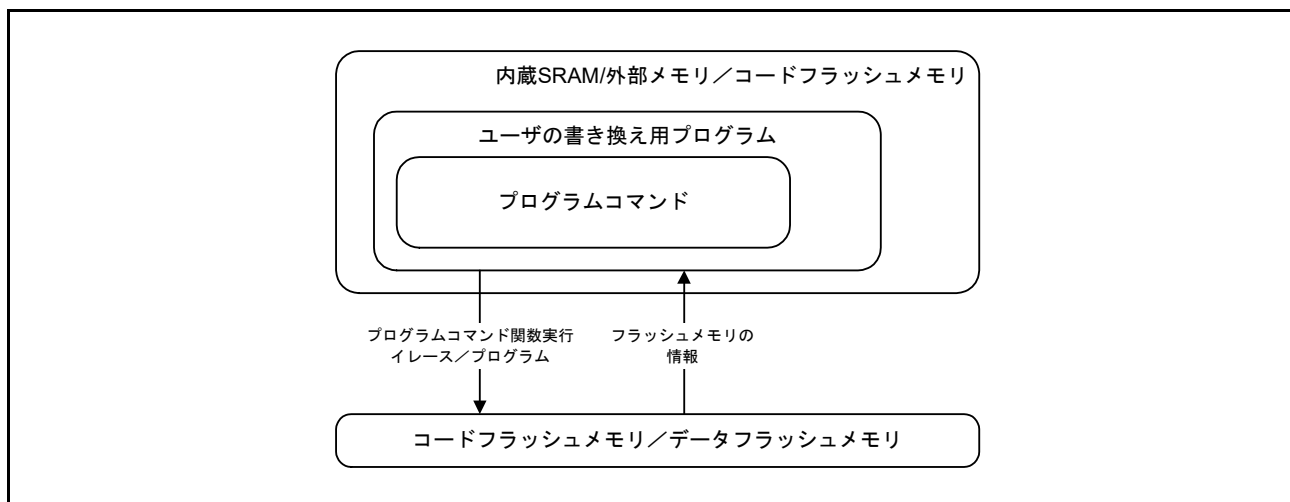 内蔵SRAM/外部メモリ／コードフラッシュメモリ
ユーザの書き換え用プログラム
プログラムコマンド
プログラムコマンド関数実行
イレース／プログラム
フラッシュメモリの
情報
コードフラッシュメモリ／データフラッシュメモリ